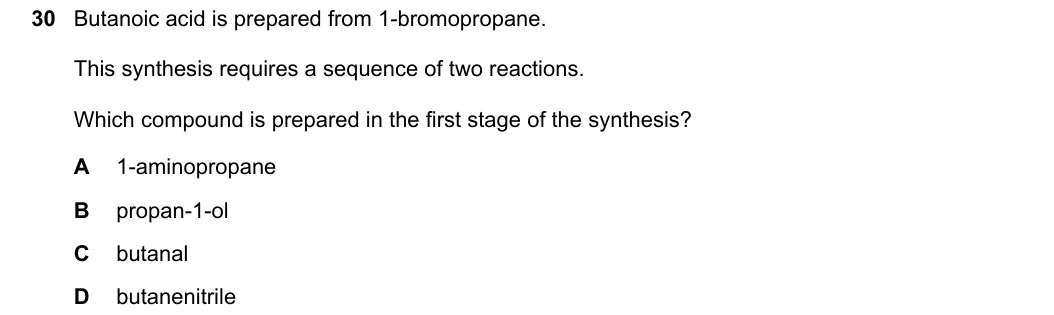 30 Butanoic acid is prepared from 1-bromopropane.
This synthesis requires a sequence of two reactions.
Which compound is prepared in the first stage of the synthesis?
A 1-aminopropane
B propan-1-ol
C butanal
D butanenitrile